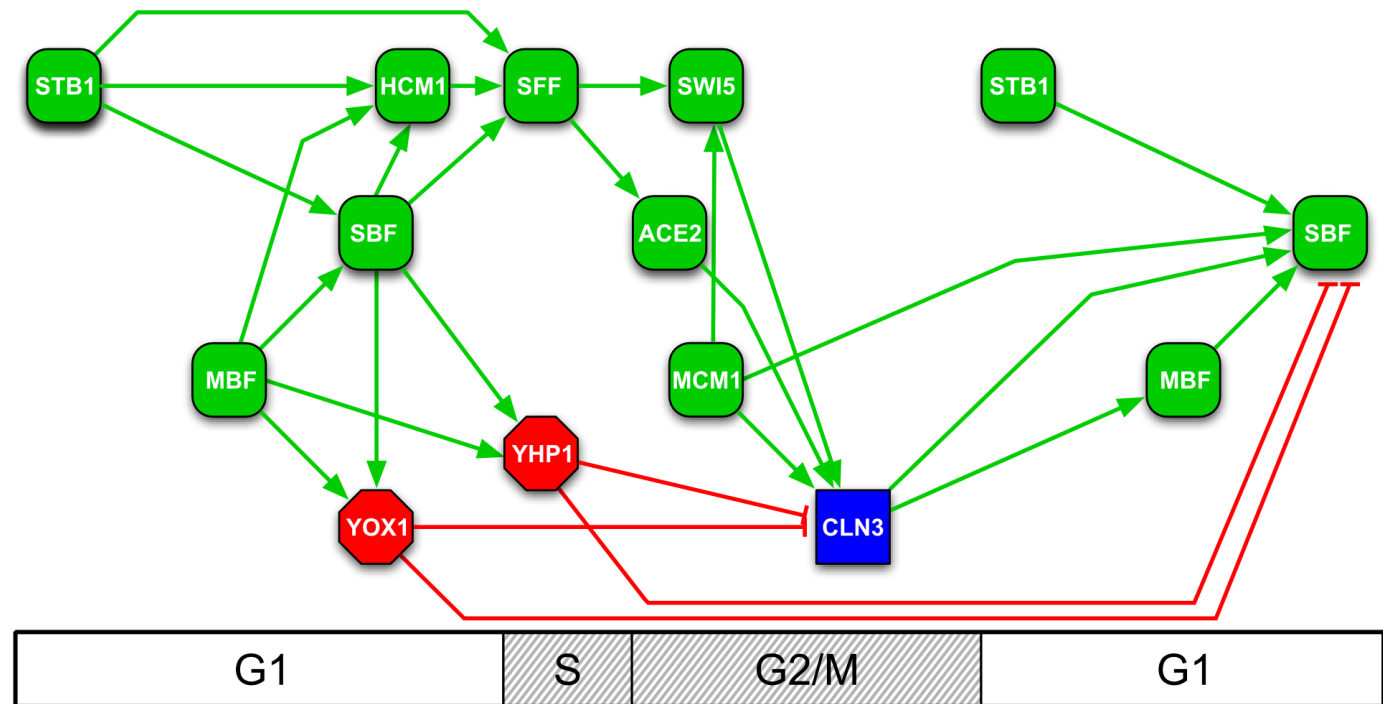 STB1
HCM1
SFF
SWI5
STB1
SBF
ACE2
SBF
MBF
MCM1
MBF
YHP1
YOX1
CLN3
G1
S
G2/M
G1